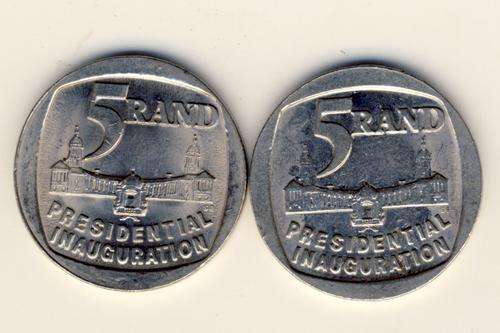 5 RAND
PRESIDENTIAL
INAUGURATION
5 RAND
PRESIDENTIAL
INAUGURATION